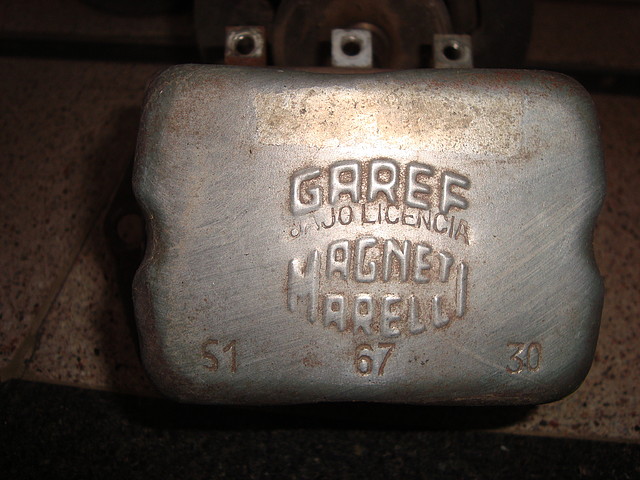 GAREF
BAJO LICENCIA
MAGNETI
MARELLI
51 67 30